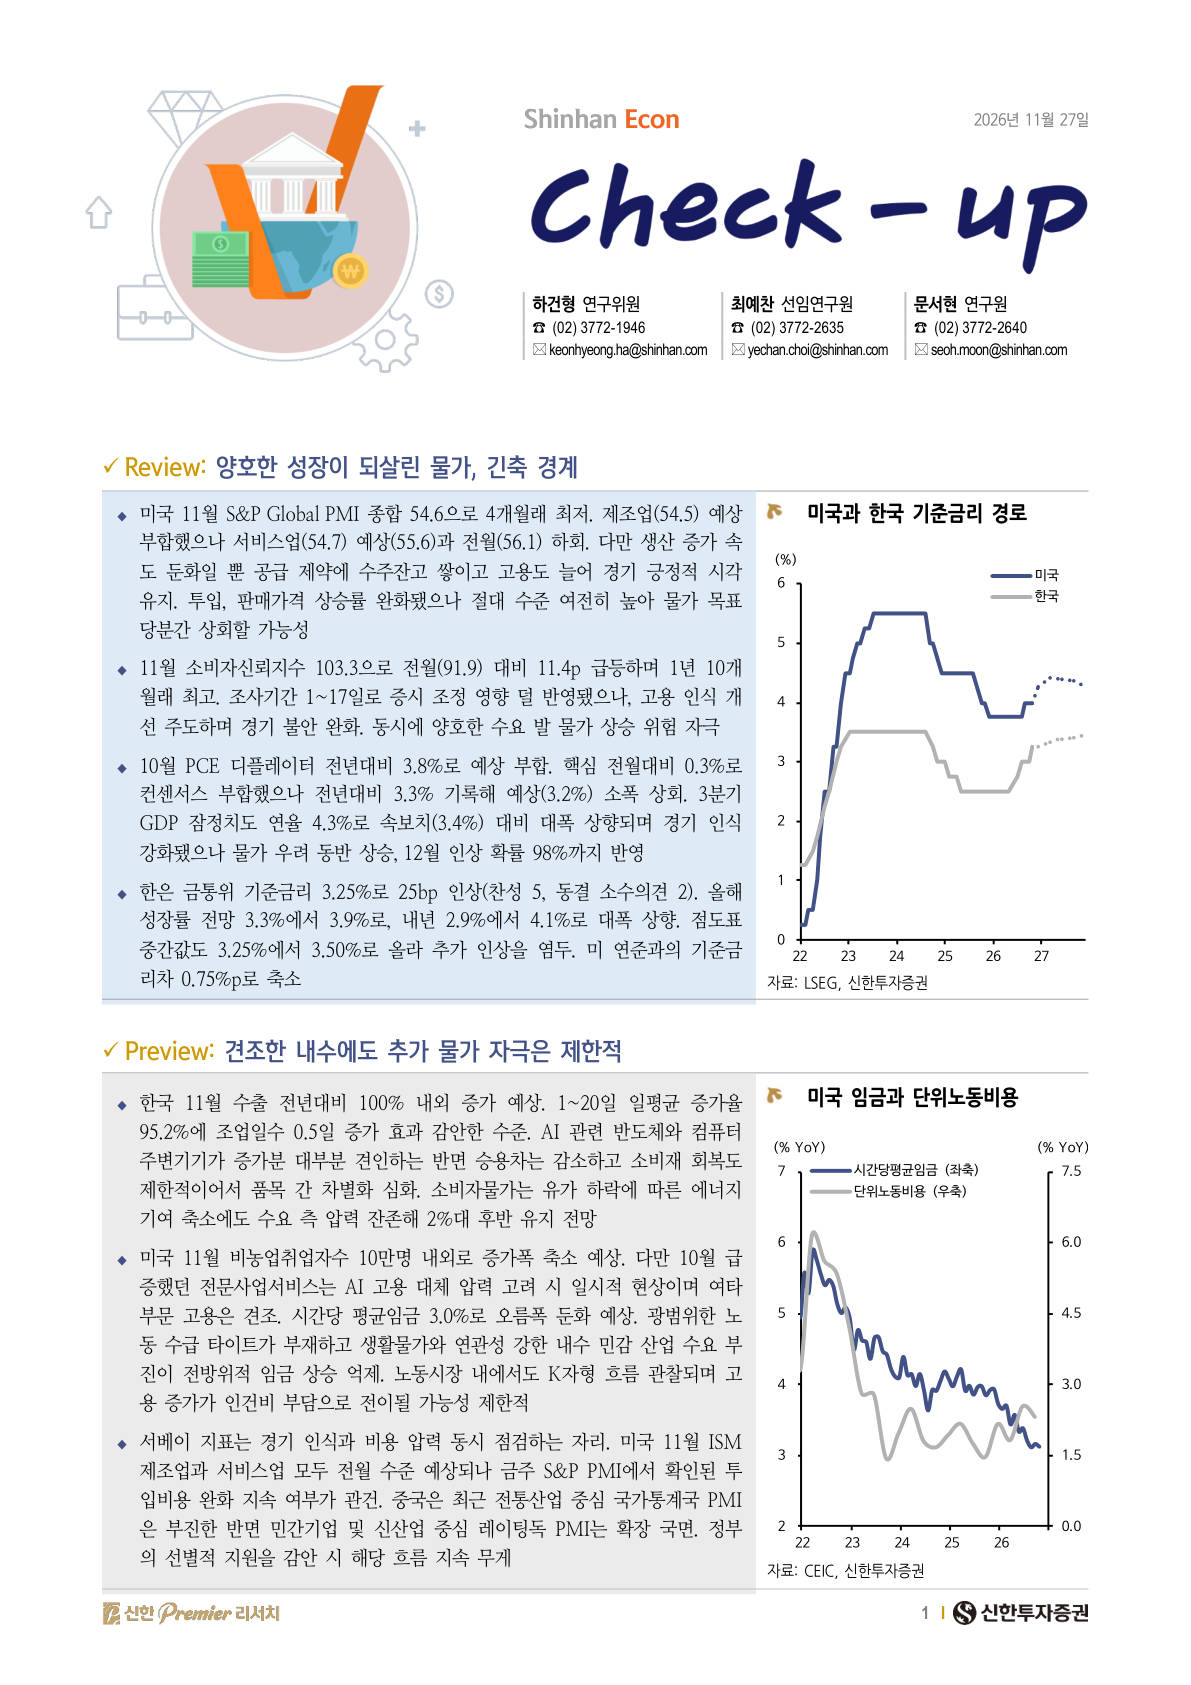 Shinhan Econ
2026년 11월 27일
Check-up
하건형 연구위원
☎ (02) 3772-1946
✉ keonhyeong.ha@shinhan.com
최예찬 선임연구원
☎ (02) 3772-2635
✉ yechan.choi@shinhan.com
문서현 연구원
☎ (02) 3772-2640
✉ seoh.moon@shinhan.com
✓ Review: 양호한 성장이 되살린 물가, 긴축 경계
◆ 미국 11월 S&P Global PMI 종합 54.6으로 4개월래 최저. 제조업(54.5) 예상
부합했으나 서비스업(54.7) 예상(55.6)과 전월(56.1) 하회. 다만 생산 증가 속
도 둔화일 뿐 공급 제약에 수주잔고 쌓이고 고용도 늘어 경기 긍정적 시각
유지. 투입, 판매가격 상승률 완화됐으나 절대 수준 여전히 높아 물가 목표
당분간 상회할 가능성
◆ 11월 소비자신뢰지수 103.3으로 전월(91.9) 대비 11.4p 급등하며 1년 10개
월래 최고. 조사기간 1~17일로 증시 조정 영향 덜 반영됐으나, 고용 인식 개
선 주도하며 경기 불안 완화. 동시에 양호한 수요 발 물가 상승 위험 자극
◆ 10월 PCE 디플레이터 전년대비 3.8%로 예상 부합. 핵심 전월대비 0.3%로
컨센서스 부합했으나 전년대비 3.3% 기록해 예상(3.2%) 소폭 상회. 3분기
GDP 잠정치도 연율 4.3%로 속보치(3.4%) 대비 대폭 상향되며 경기 인식
강화됐으나 물가 우려 동반 상승, 12월 인상 확률 98%까지 반영
◆ 한은 금통위 기준금리 3.25%로 25bp 인상(찬성 5, 동결 소수의견 2). 올해
성장률 전망 3.3%에서 3.9%로, 내년 2.9%에서 4.1%로 대폭 상향. 점도표
중간값도 3.25%에서 3.50%로 올라 추가 인상을 염두. 미 연준과의 기준금
리차 0.75%p로 축소
미국과 한국 기준금리 경로
(%)
6
5
4
3
2
1
0
미국
한국
22 23 24 25 26 27
자료: LSEG, 신한투자증권
✓ Preview: 견조한 내수에도 추가 물가 자극은 제한적
◆ 한국 11월 수출 전년대비 100% 내외 증가 예상. 1~20일 일평균 증가율
95.2%에 조업일수 0.5일 증가 효과 감안한 수준. AI 관련 반도체와 컴퓨터
주변기기가 증가분 대부분 견인하는 반면 승용차는 감소하고 소비재 회복도
제한적이어서 품목 간 차별화 심화. 소비자물가는 유가 하락에 따른 에너지
기여 축소에도 수요 측 압력 잔존해 2%대 후반 유지 전망
◆ 미국 11월 비농업취업자수 10만명 내외로 증가폭 축소 예상. 다만 10월 급
증했던 전문사업서비스는 AI 고용 대체 압력 고려 시 일시적 현상이며 여타
부문 고용은 견조. 시간당 평균임금 3.0%로 오름폭 둔화 예상. 광범위한 노
동 수급 타이트가 부재하고 생활물가와 연관성 강한 내수 민감 산업 수요 부
진이 전방위적 임금 상승 억제. 노동시장 내에서도 K자형 흐름 관찰되며 고
용 증가가 인건비 부담으로 전이될 가능성 제한적
◆ 서베이 지표는 경기 인식과 비용 압력 동시 점검하는 자리. 미국 11월 ISM
제조업과 서비스업 모두 전월 수준 예상되나 금주 S&P PMI에서 확인된 투
입비용 완화 지속 여부가 관건. 중국은 최근 전통산업 중심 국가통계국 PMI
은 부진한 반면 민간기업 및 신산업 중심 레이팅독 PMI는 확장 국면. 정부
의 선별적 지원을 감안 시 해당 흐름 지속 무게
미국 임금과 단위노동비용
(% YoY)
(% YoY)
시간당평균임금 (좌축)
단위노동비용 (우축)
7
6
5
4
3
2
7.5
6.0
4.5
3.0
1.5
0.0
22 23 24 25 26
자료: CEIC, 신한투자증권
신한 Premier 리서치
1 | 신한투자증권